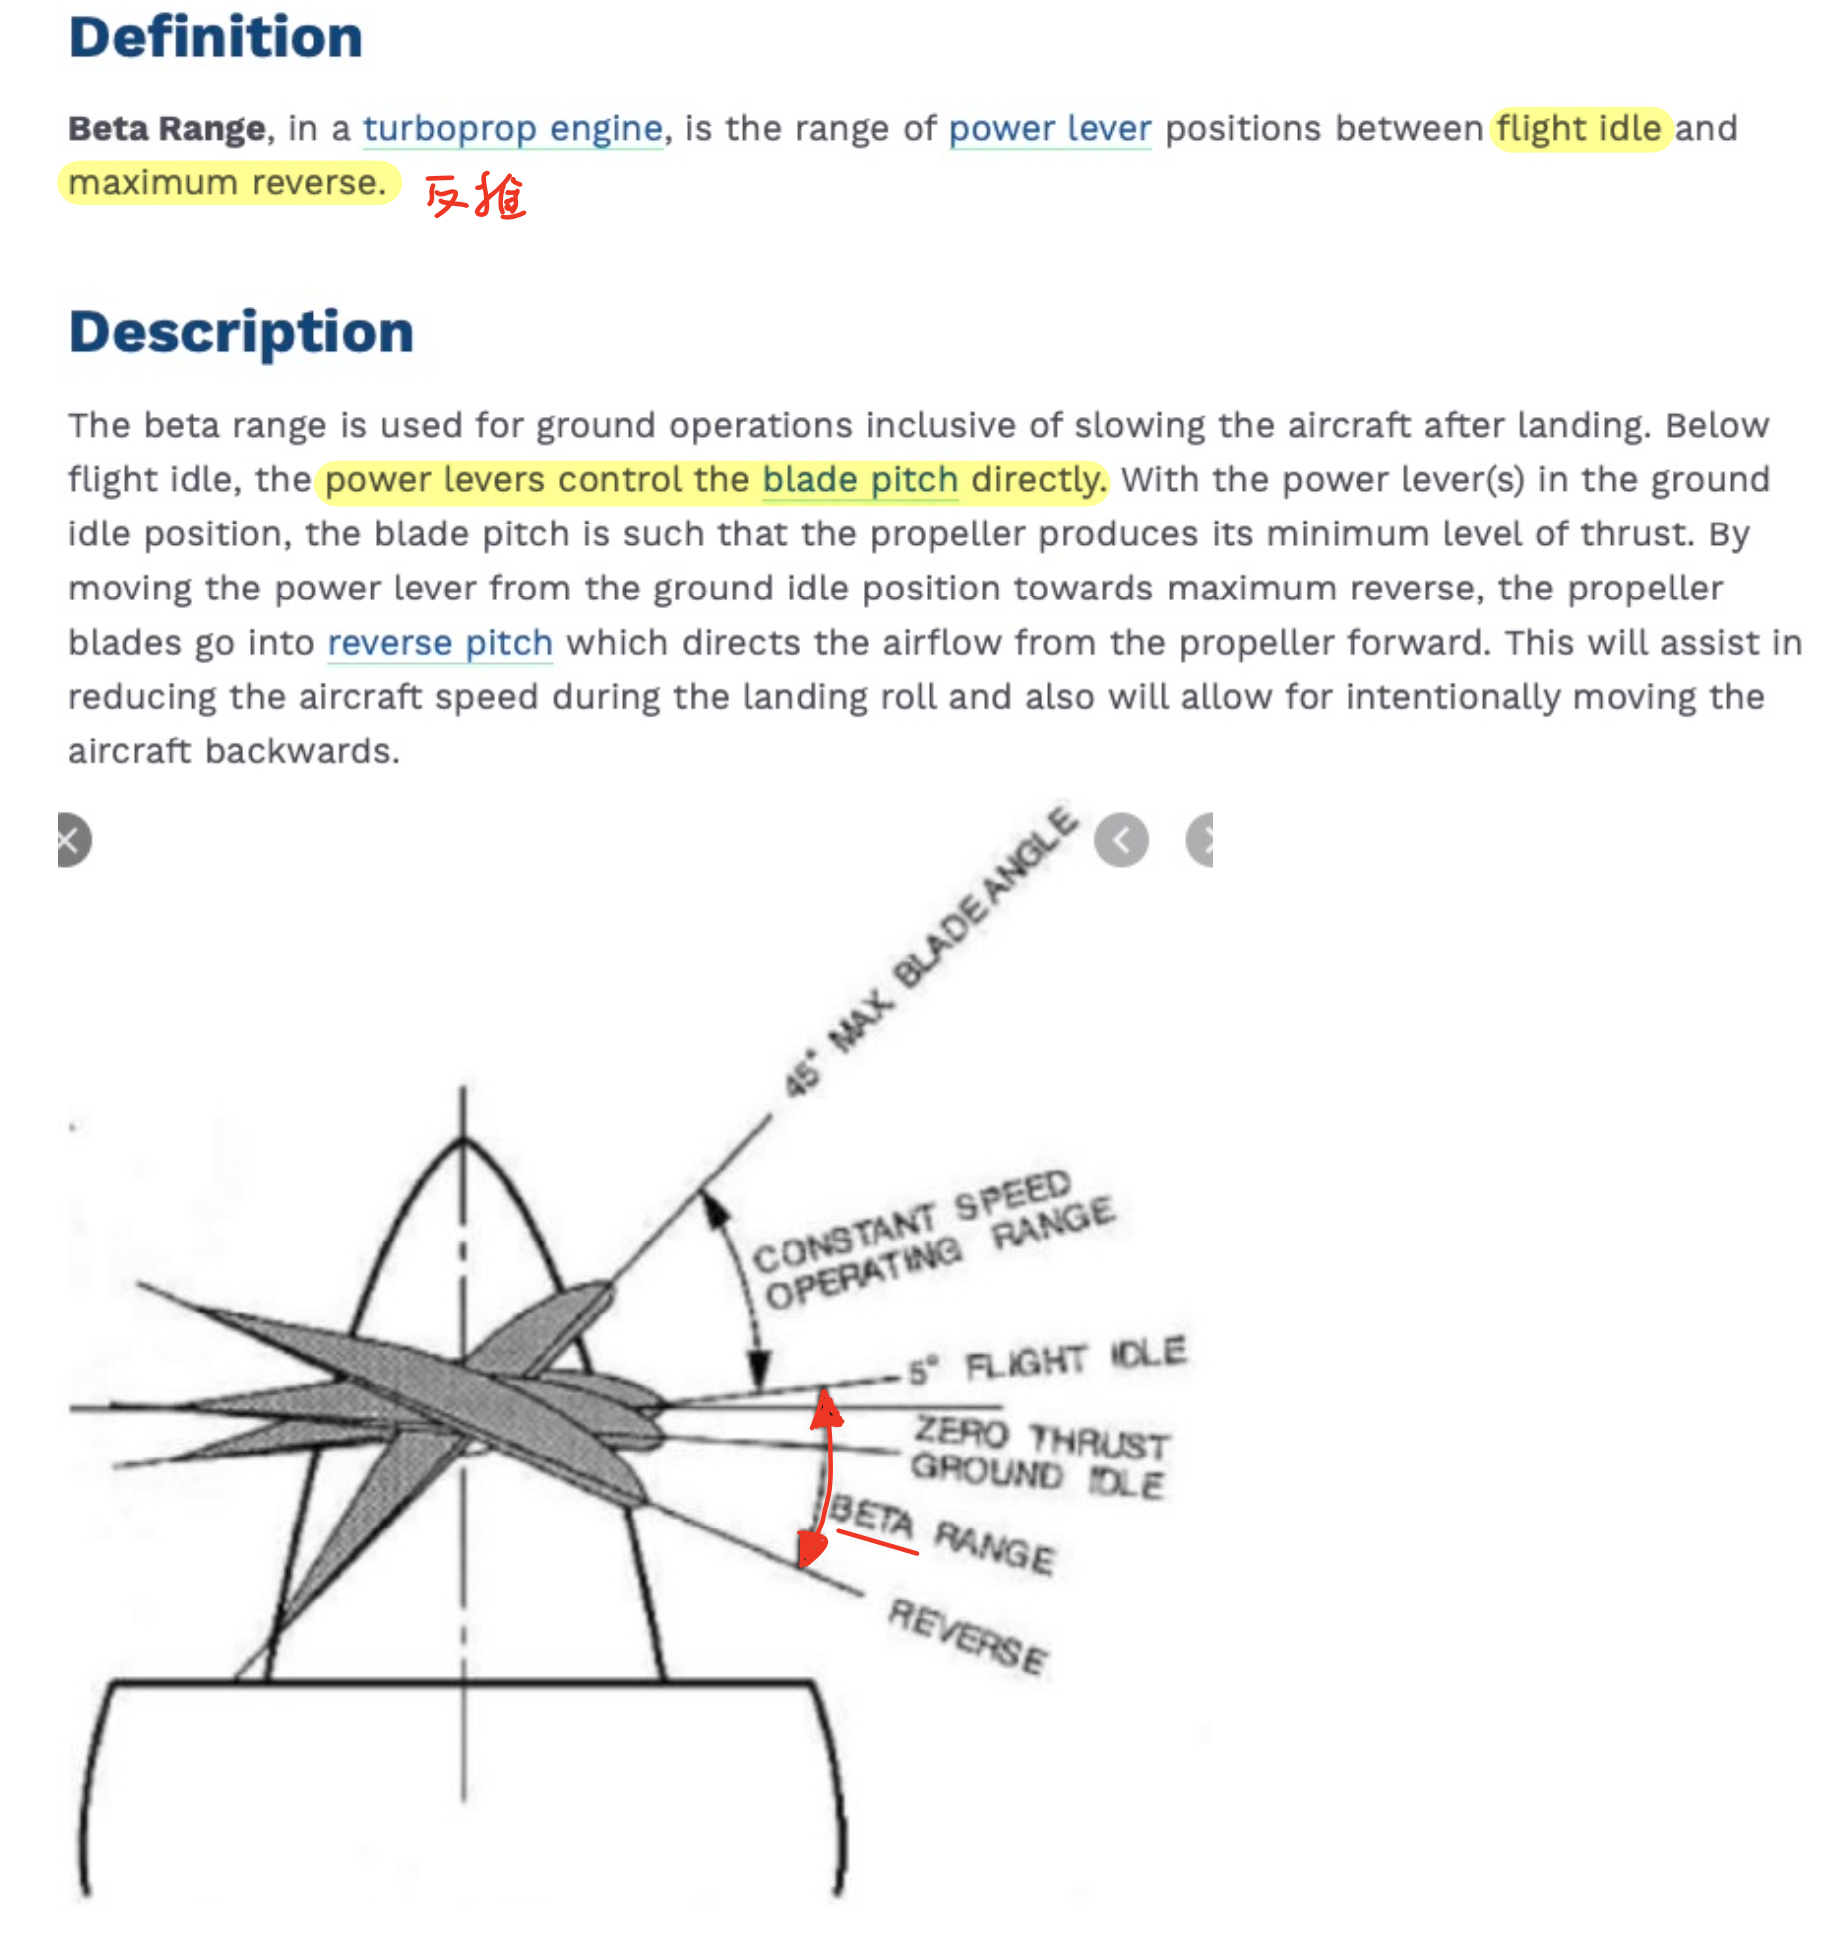 Definition
Beta Range, in a turboprop engine, is the range of power lever positions between flight idle and
maximum reverse. 反推
Description
The beta range is used for ground operations inclusive of slowing the aircraft after landing. Below
flight idle, the power levers control the blade pitch directly. With the power lever(s) in the ground
idle position, the blade pitch is such that the propeller produces its minimum level of thrust. By
moving the power lever from the ground idle position towards maximum reverse, the propeller
blades go into reverse pitch which directs the airflow from the propeller forward. This will assist in
reducing the aircraft speed during the landing roll and also will allow for intentionally moving the
aircraft backwards.
45° MAX BLADE ANGLE
CONSTANT SPEED
OPERATING RANGE
5° FLIGHT IDLE
ZERO THRUST
GROUND IDLE
BETA RANGE
REVERSE